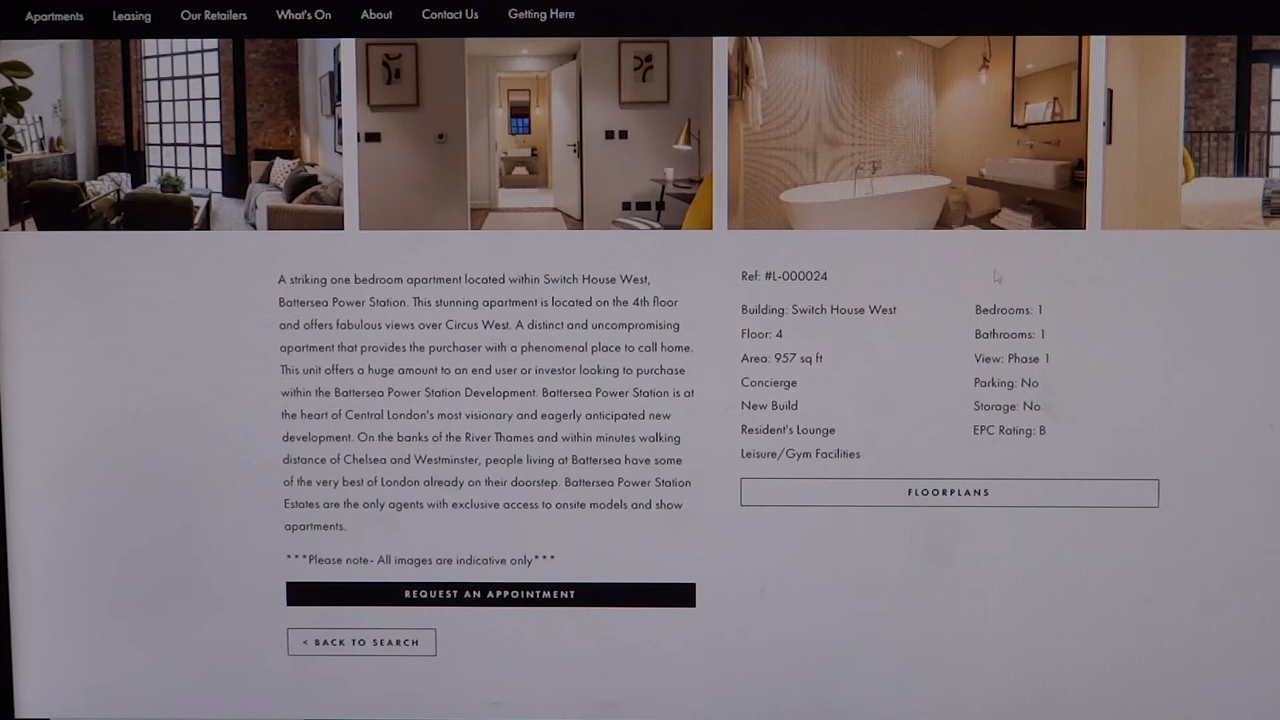 Apartments Leasing Our Retailers What's On About Contact Us Getting Here
A striking one bedroom apartment located within Switch House West,
Battersea Power Station. This stunning apartment is located on the 4th floor
and offers fabulous views over Circus West. A distinct and uncompromising
apartment that provides the purchaser with a phenomenal place to call home.
This unit offers a huge amount to an end user or investor looking to purchase
within the Battersea Power Station Development. Battersea Power Station is at
the heart of Central London's most visionary and eagerly anticipated new
development. On the banks of the River Thames and within minutes walking
distance of Chelsea and Westminster, people living at Battersea have some
of the very best of London already on their doorstep. Battersea Power Station
Estates are the only agents with exclusive access to onsite models and show
apartments.
***Please note- All images are indicative only***
REQUEST AN APPOINTMENT
< BACK TO SEARCH
Ref: #L-000024
Building: Switch House West
Floor: 4
Area: 957 sq ft
Concierge
New Build
Resident's Lounge
Leisure/Gym Facilities
Bedrooms: 1
Bathrooms: 1
View: Phase 1
Parking: No
Storage: No
EPC Rating: B
FLOORPLANS